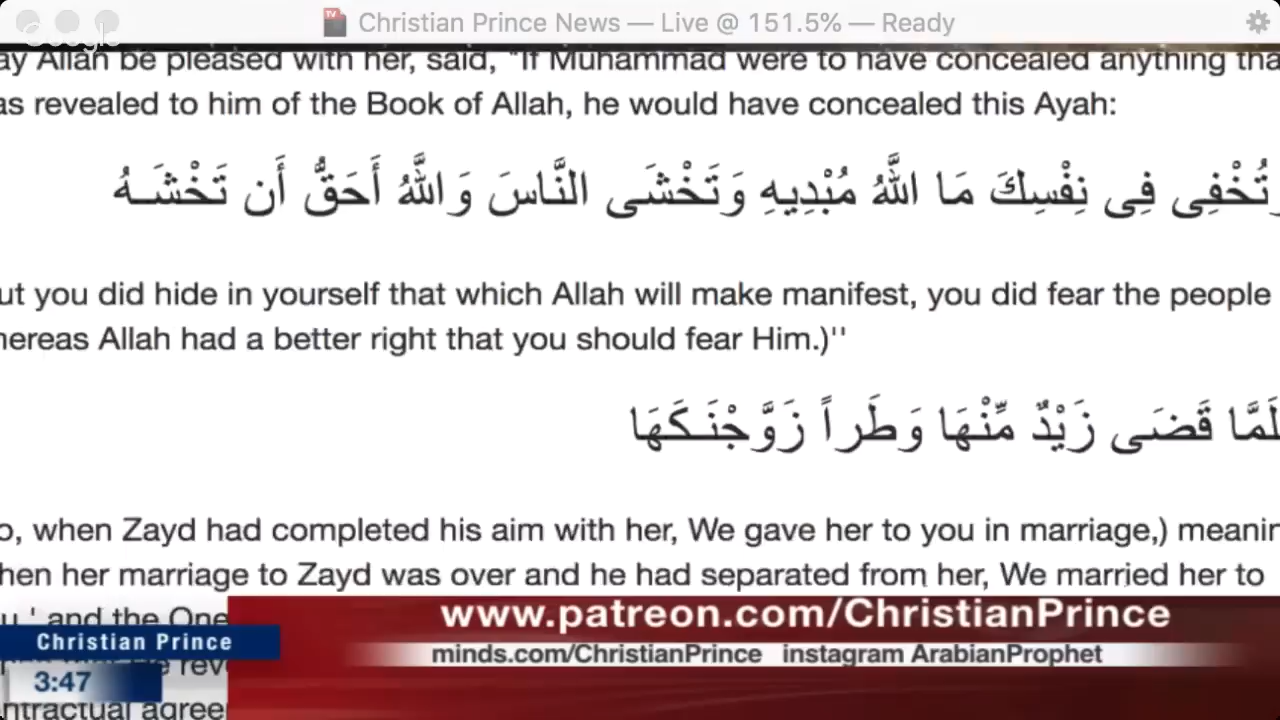 Christian Prince News — Live @ 151.5% — Ready
Google
ay Allah be pleased with her, said, "If Muhammad were to have concealed anything tha
as revealed to him of the Book of Allah, he would have concealed this Ayah:
تُخْفِى فِى نِفْسِكَ مَا اللَّهُ مُبْدِيهِ وَتَخْشَى النَّاسَ وَاللَّهُ أَحَقُّ أَن تَخْشَـهُ
ut you did hide in yourself that which Allah will make manifest, you did fear the people
hereas Allah had a better right that you should fear Him.)''
لَمَّا قَضَى زَيْدٌ مِّنْهَا وَطَراً زَوَّجْنَـكَهَا
o, when Zayd had completed his aim with her, We gave her to you in marriage,) meanin
hen her marriage to Zayd was over and he had separated from her, We married her to
u,' and the One
www.patreon.com/ChristianPrince
Christian Prince
minds.com/ChristianPrince instagram ArabianProphet
3:47
ntractual agree